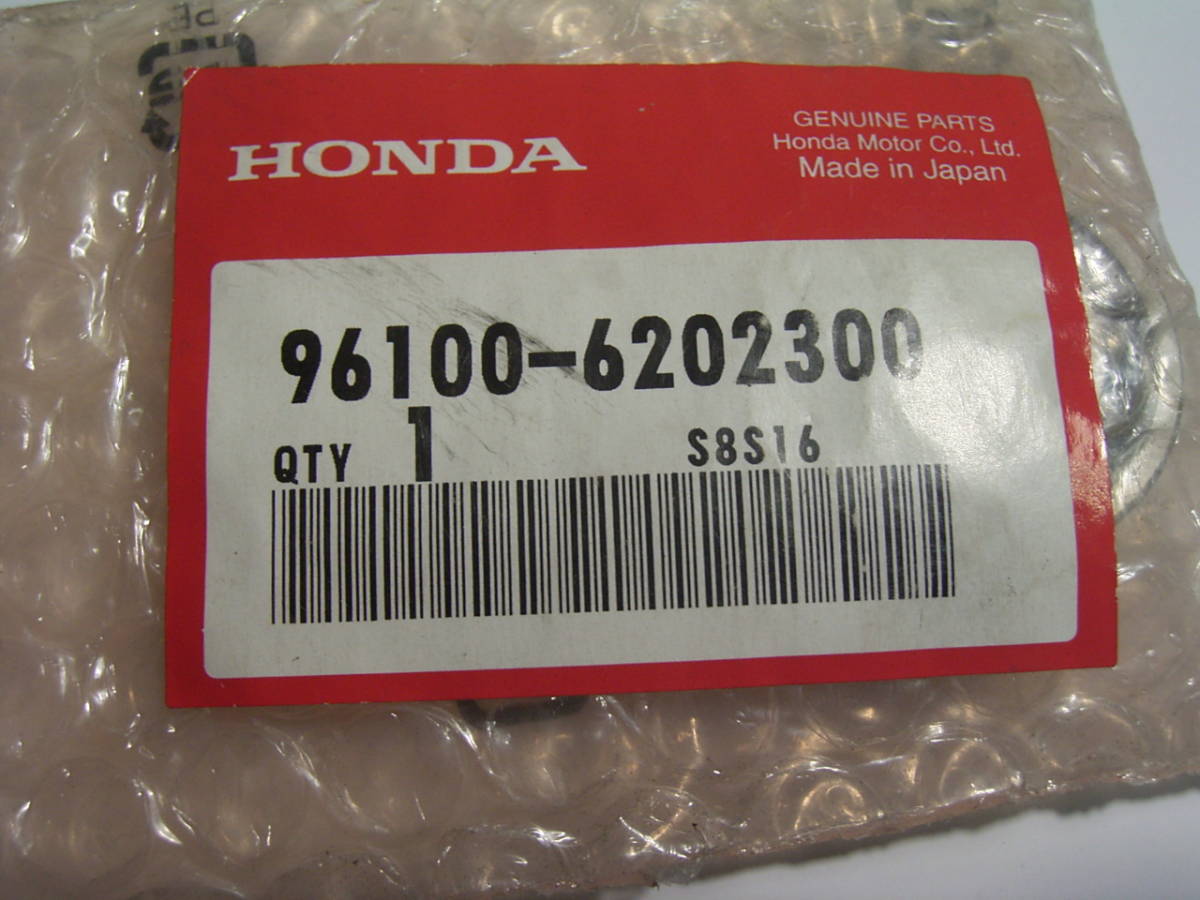 HONDA
GENUINE PARTS
Honda Motor Co., Ltd.
Made in Japan
96100-6202300
QTY 1 S8S16